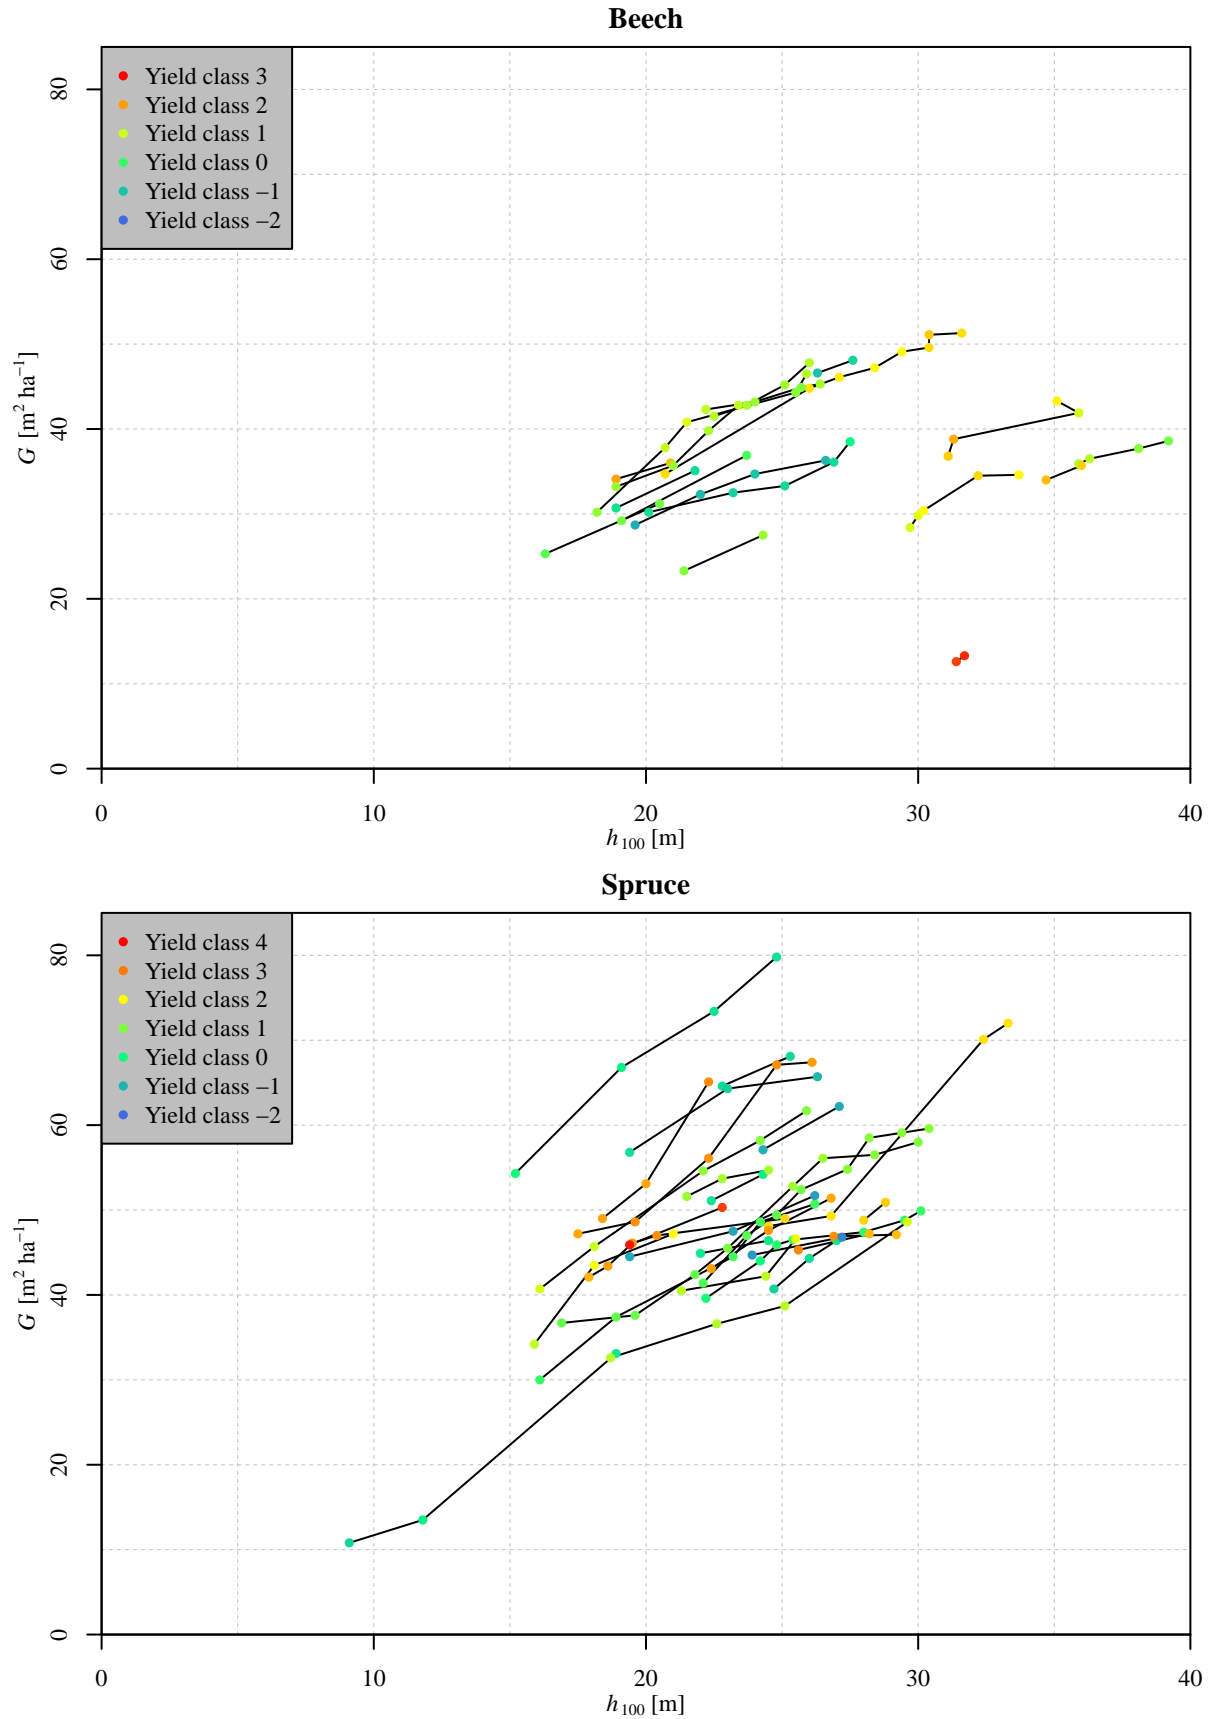 Beech
Yield class 3
Yield class 2
Yield class 1
Yield class 0
Yield class −1
Yield class −2
80
60
40
20
0
G [m² ha⁻¹]
0 10 20 30 40
h₁₀₀ [m]
Spruce
Yield class 4
Yield class 3
Yield class 2
Yield class 1
Yield class 0
Yield class −1
Yield class −2
80
60
40
20
0
G [m² ha⁻¹]
0 10 20 30 40
h₁₀₀ [m]